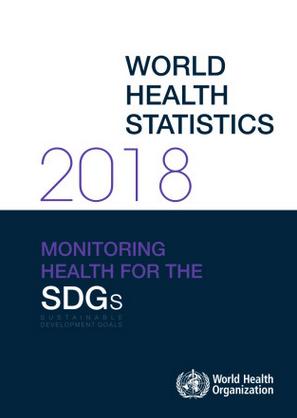 WORLD
HEALTH
STATISTICS
2018
MONITORING
HEALTH FOR THE
SDGs
SUSTAINABLE
DEVELOPMENT GOALS
World Health
Organization